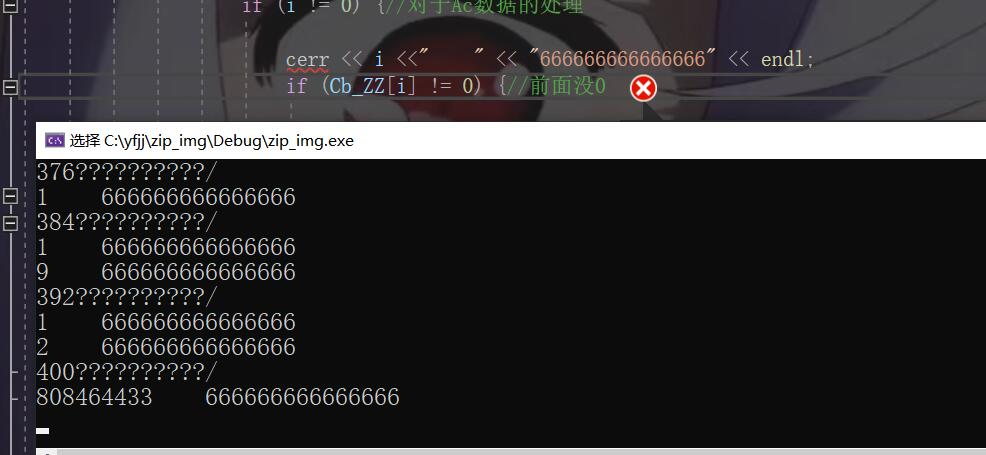 if (i != 0) {//对于Ac数据的处理
cerr << i <<"    " << "666666666666666" << endl;
if (Cb_ZZ[i] != 0) {//前面没0
选择 C:\yfjj\zip_img\Debug\zip_img.exe
376??????????/
1    666666666666666
384??????????/
1    666666666666666
9    666666666666666
392??????????/
1    666666666666666
2    666666666666666
400??????????/
808464433    666666666666666